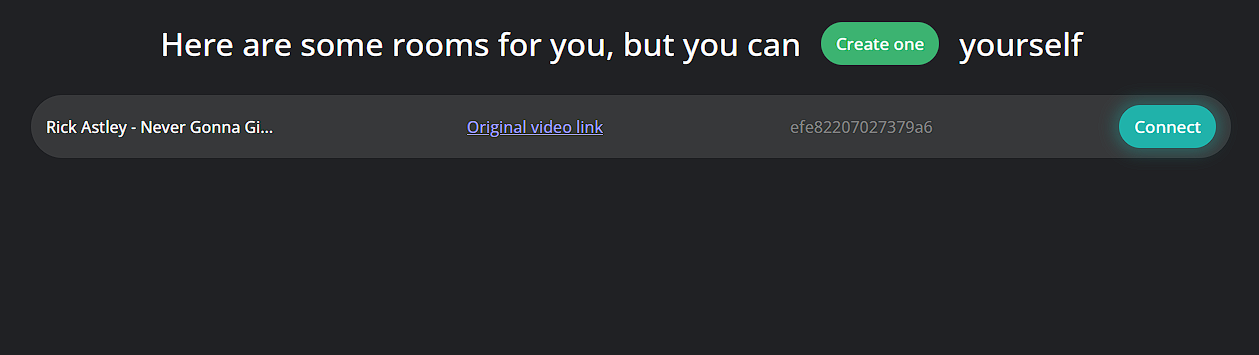 Here are some rooms for you, but you can Create one yourself
Rick Astley - Never Gonna Gi... Original video link efe82207027379a6 Connect